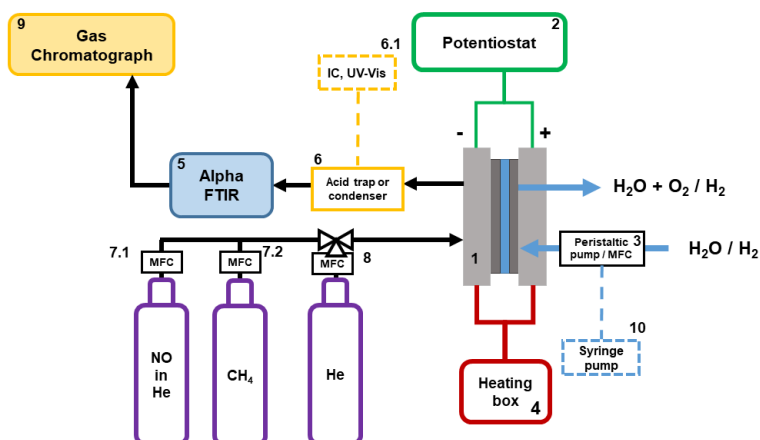 9
Gas
Chromatograph
6.1
IC, UV-Vis
2
Potentiostat
-
+
5
Alpha
FTIR
6
Acid trap or
condenser
H₂O + O₂ / H₂
7.1
MFC
7.2
MFC
MFC
8
1
Peristaltic
pump / MFC
3
H₂O / H₂
NO
in
He
CH₄
He
10
Syringe
pump
Heating
box
4